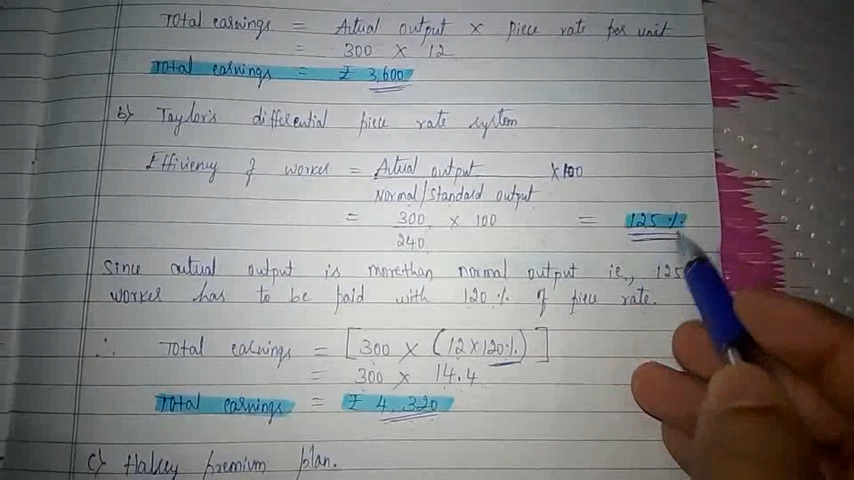 Total earnings = Actual output × piece rate per unit
= 300 × 12
Total earnings = ₹ 3,600
b) Taylor's differential piece rate system
Efficiency of worker = Actual output ×100
Normal/Standard output
= 300 × 100 = 125%
240
Since actual output is more than normal output ie., 125
worker has to be paid with 120% of piece rate.
∴ Total earnings = [300 × (12×120%)]
= 300 × 14.4
Total earnings = ₹ 4,320
c) Halsey premium plan.